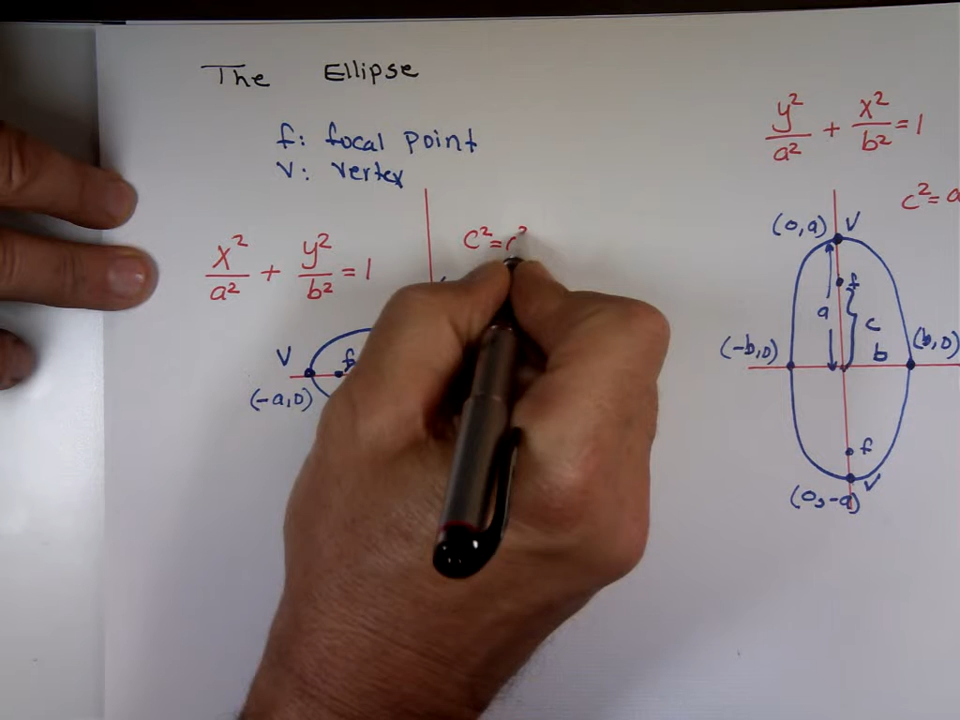 The Ellipse
f: focal point
V: vertex
x²/a² + y²/b² = 1
c² =
V
f
(-a,0)
y²/a² + x²/b² = 1
c² = a
(0,a) V
f
a
c
(-b,0)
b
(b,0)
f
(0,-a) V